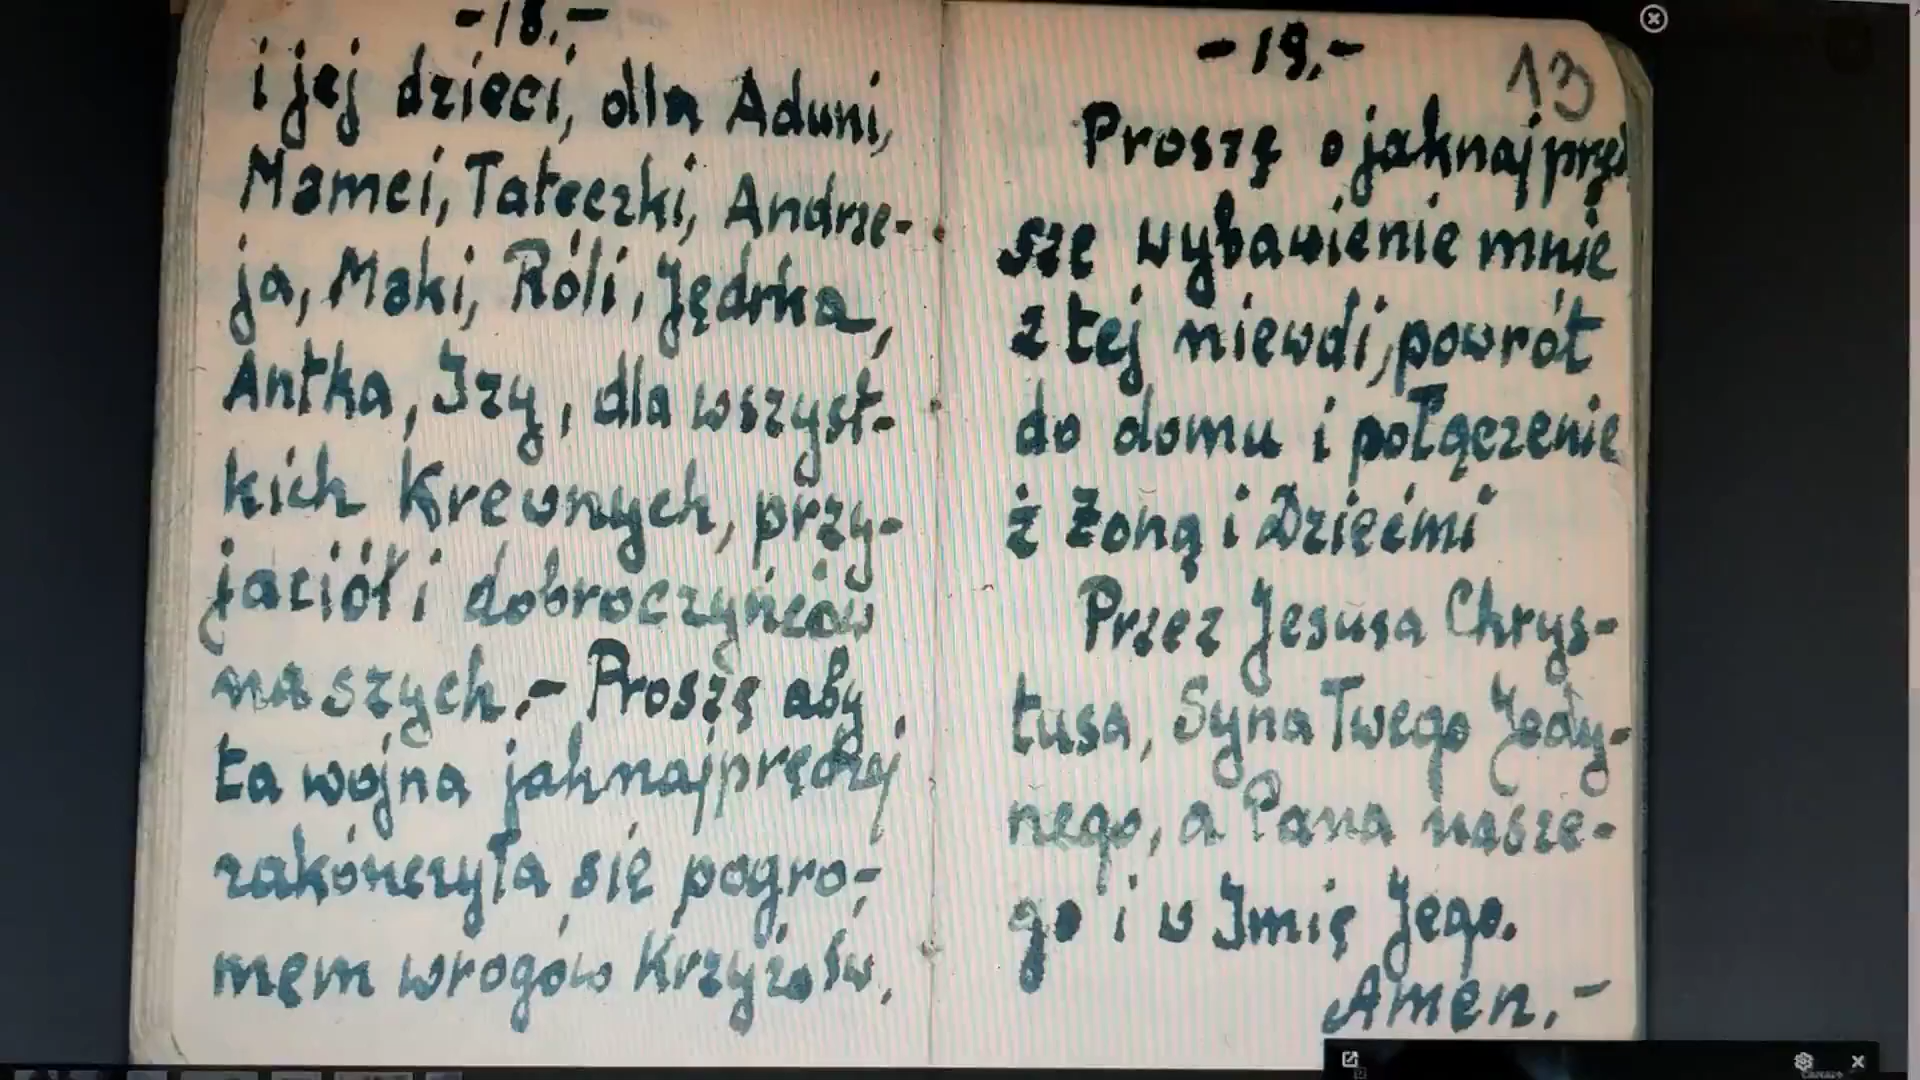 -18.-
i jej dzieci, dla Aduni,
Mamci, Tateczki, Andrze-
ja, Maki, Róli, Jędrka,
Antka, Izy, dla wszyst-
kich Krewnych, przy-
jaciół i dobroczyńców
naszych.- Proszę aby
ta wojna jaknajprędzej
zakończyła się pogro-
mem wrogów Krzyża Św.
-19.-
13
Proszę o jaknajpręd
sze wybawienie mnie
z tej niewoli, powrót
do domu i połączenie
z Żoną i Dziećmi
Przez Jesusa Chrys-
tusa, Syna Twego Jedy-
nego, a Pana nasze-
go i w Imię Jego.
Amen.-